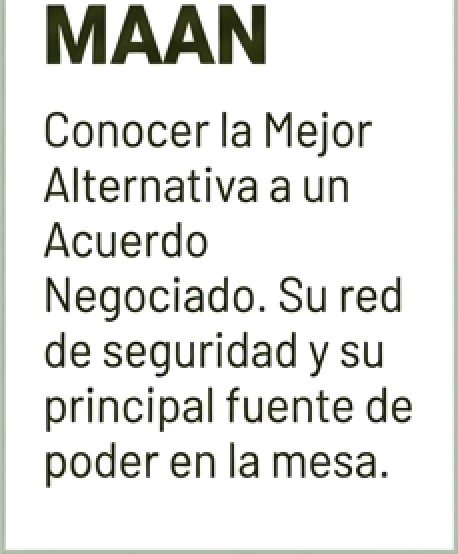 MAAN
Conocer la Mejor
Alternativa a un
Acuerdo
Negociado. Su red
de seguridad y su
principal fuente de
poder en la mesa.